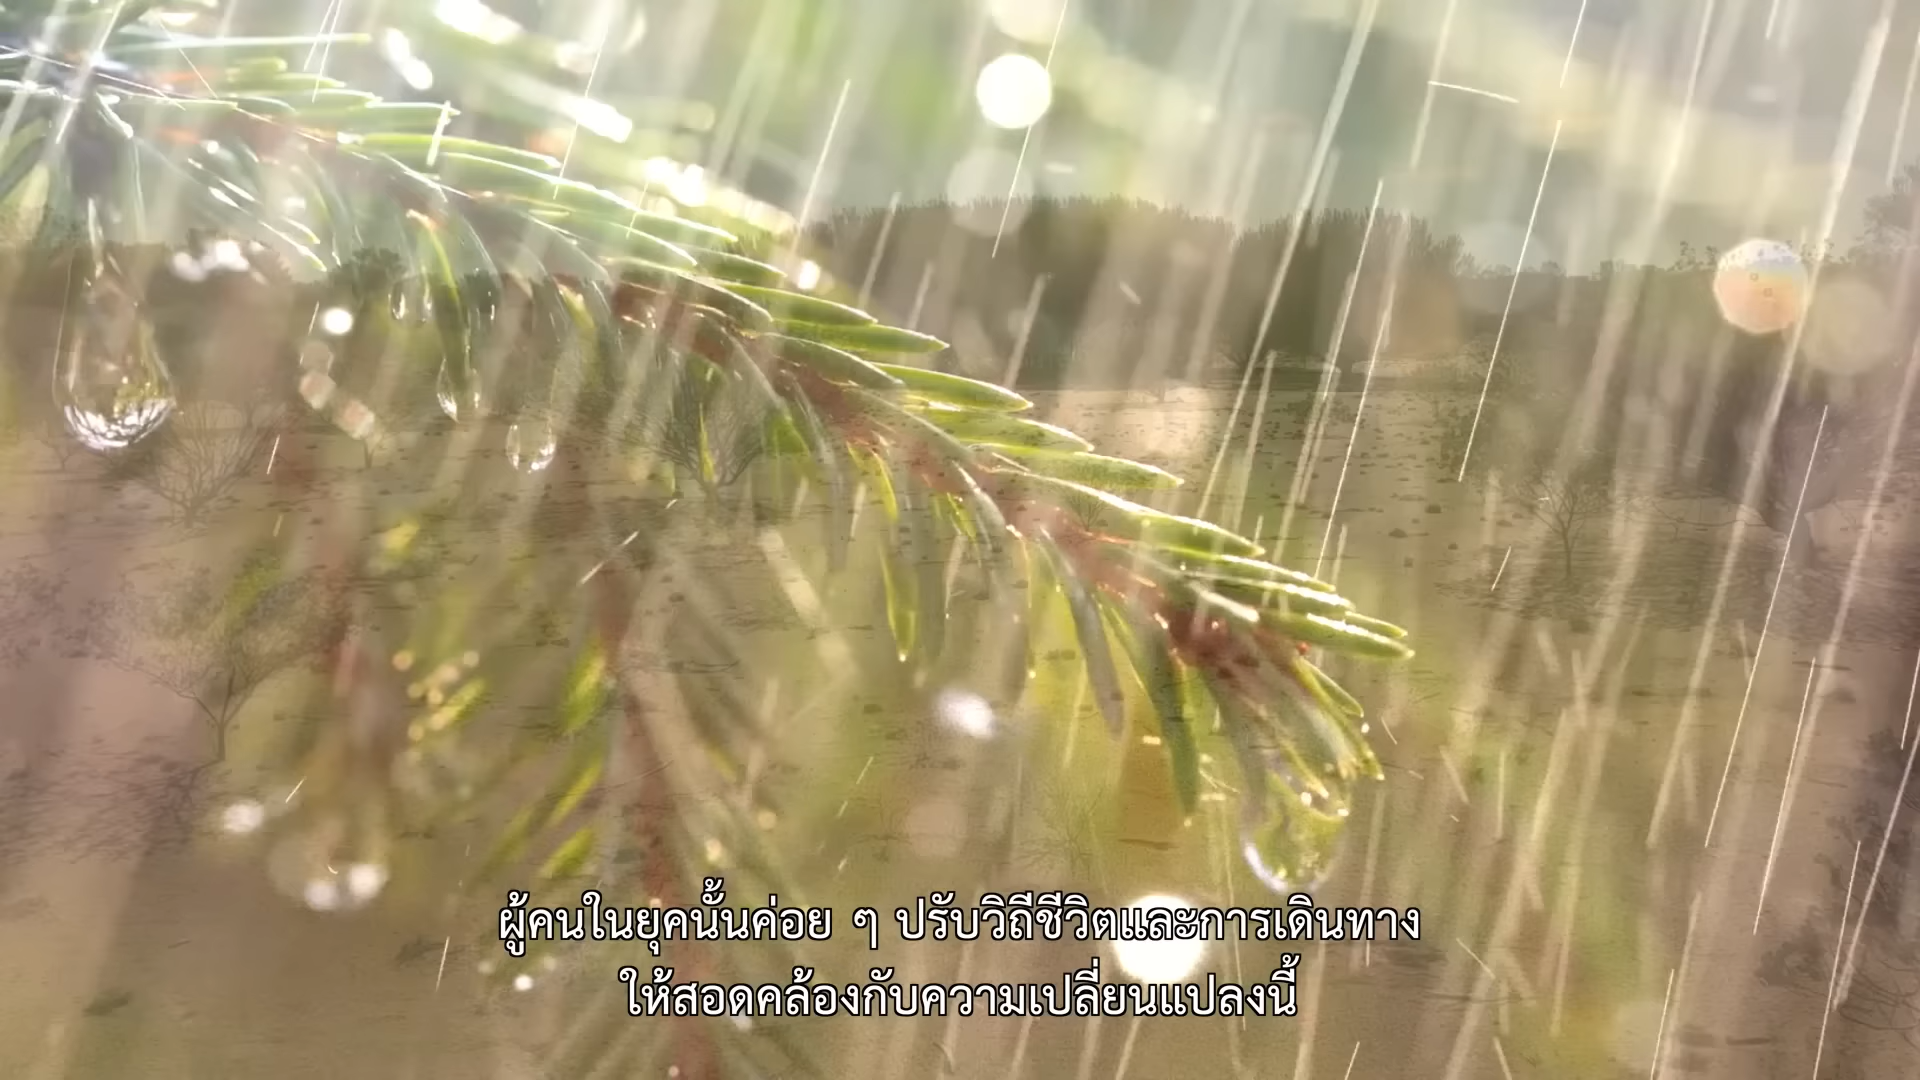 ผู้คนในยุคนั้นค่อย ๆ ปรับวิถีชีวิตและการเดินทาง
ให้สอดคล้องกับความเปลี่ยนแปลงนี้